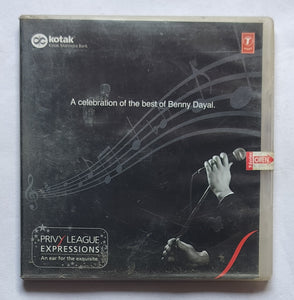 kotak
Kotak Mahindra Bank
T
A celebration of the best of Benny Dayal.
PRIVY LEAGUE
EXPRESSIONS
An ear for the exquisite.